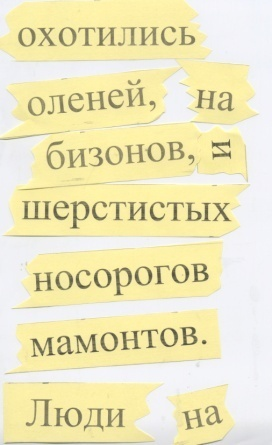 охотились
оленей, на
бизонов, и
шерстистых
носорогов
мамонтов.
Люди на